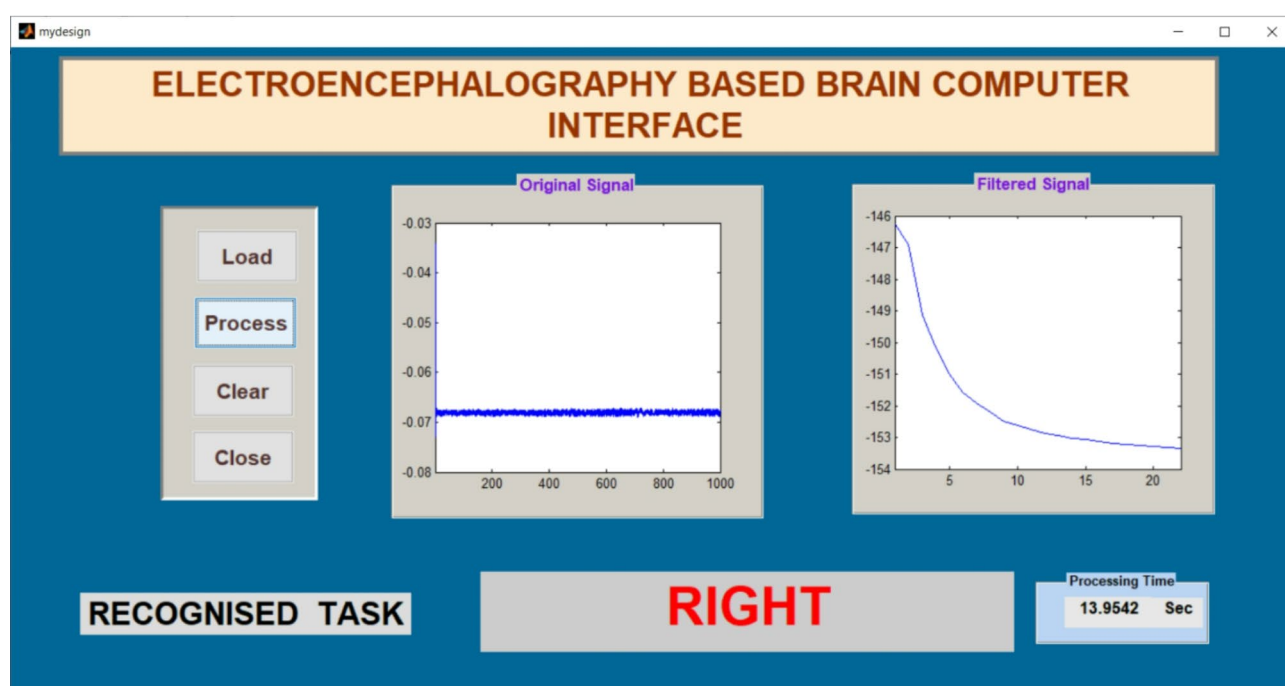 mydesign
ELECTROENCEPHALOGRAPHY BASED BRAIN COMPUTER
INTERFACE
Load
Process
Clear
Close
Original Signal
-0.03
-0.04
-0.05
-0.06
-0.07
-0.08
200 400 600 800 1000
Filtered Signal
-146
-147
-148
-149
-150
-151
-152
-153
-154
5 10 15 20
RECOGNISED TASK
RIGHT
Processing Time
13.9542 Sec